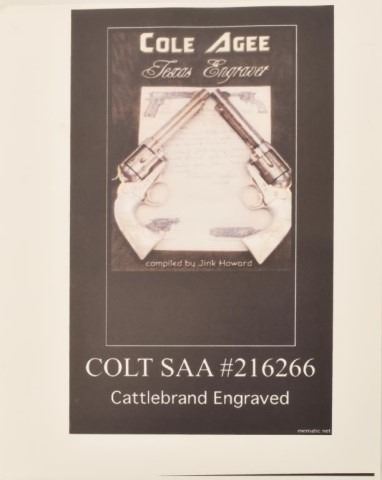 COLE AGEE
Texas Engraver
compiled by Jink Howard
COLT SAA #216266
Cattlebrand Engraved
mematic.net